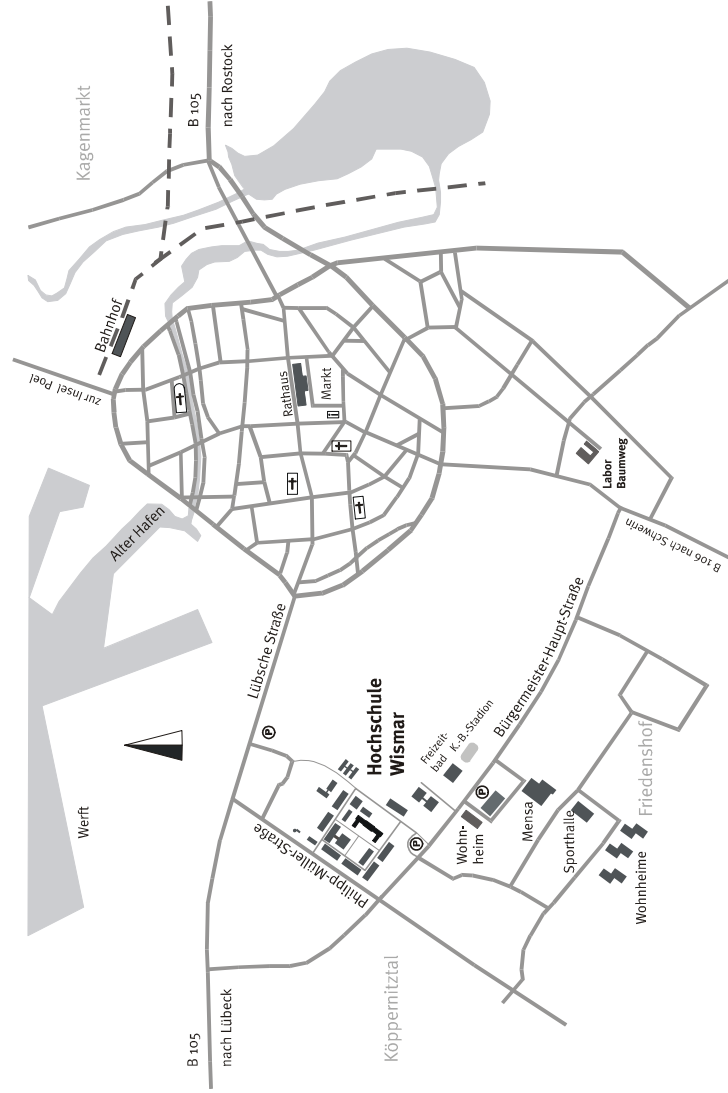 Kagenmarkt
B 105
nach Rostock
Bahnhof
zur Insel Poel
Rathaus
Markt
i
Alter Hafen
Labor
Baumweg
B 106 nach Schwerin
Lübsche Straße
Bürgermeister-Haupt-Straße
P
Hochschule
Wismar
Freizeit-
bad
K.-B.-Stadion
P
Werft
Philipp-Müller-Straße
P
Wohn-
heim
Mensa
Sporthalle
Friedenshof
Wohnheime
Köppernitztal
B 105
nach Lübeck